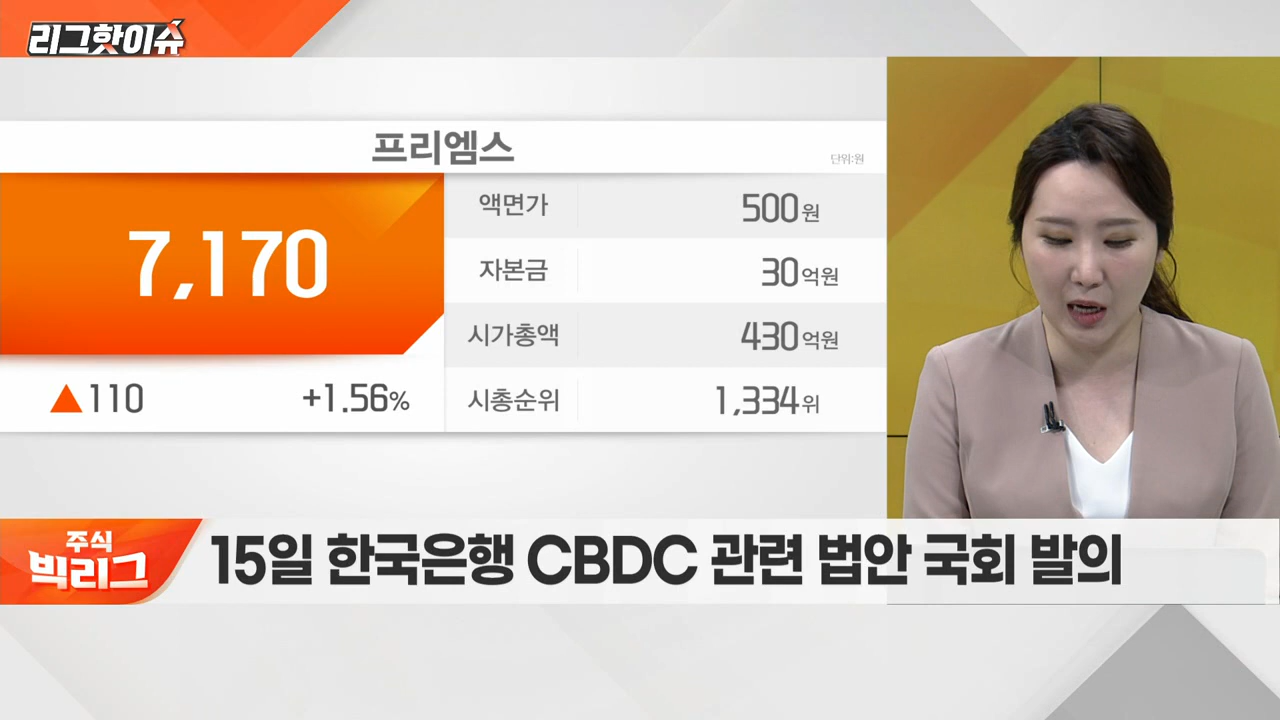 리그핫이슈
프리엠스
단위:원
7,170
▲110 +1.56%
액면가 500원
자본금 30억원
시가총액 430억원
시총순위 1,334위
주식
빅리그
15일 한국은행 CBDC 관련 법안 국회 발의